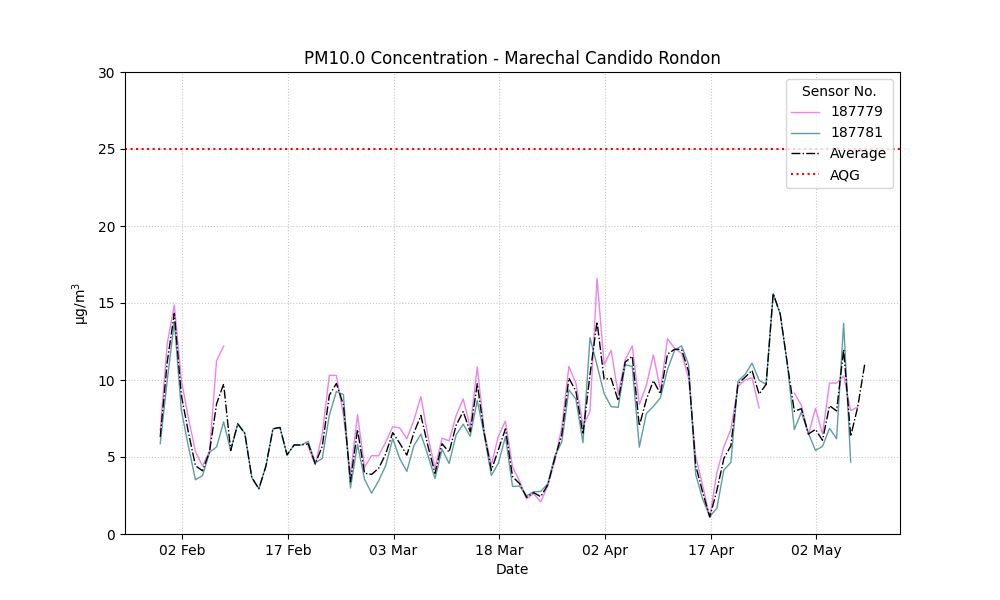 PM10.0 Concentration - Marechal Candido Rondon
30
25
20
15
10
5
0
µg/m³
Sensor No.
187779
187781
Average
AQG
02 Feb
17 Feb
03 Mar
18 Mar
02 Apr
17 Apr
02 May
Date